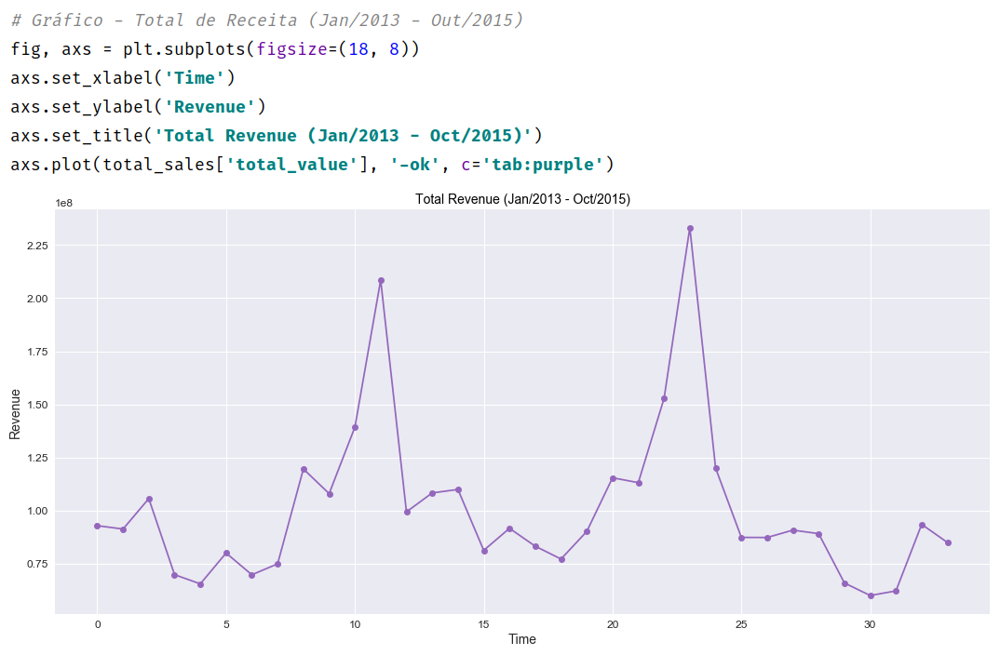 # Gráfico - Total de Receita (Jan/2013 - Out/2015)
fig, axs = plt.subplots(figsize=(18, 8))
axs.set_xlabel('Time')
axs.set_ylabel('Revenue')
axs.set_title('Total Revenue (Jan/2013 - Oct/2015)')
axs.plot(total_sales['total_value'], '-ok', c='tab:purple')
Total Revenue (Jan/2013 - Oct/2015)
1e8
2.25
2.00
1.75
1.50
1.25
1.00
0.75
Revenue
0 5 10 15 20 25 30
Time